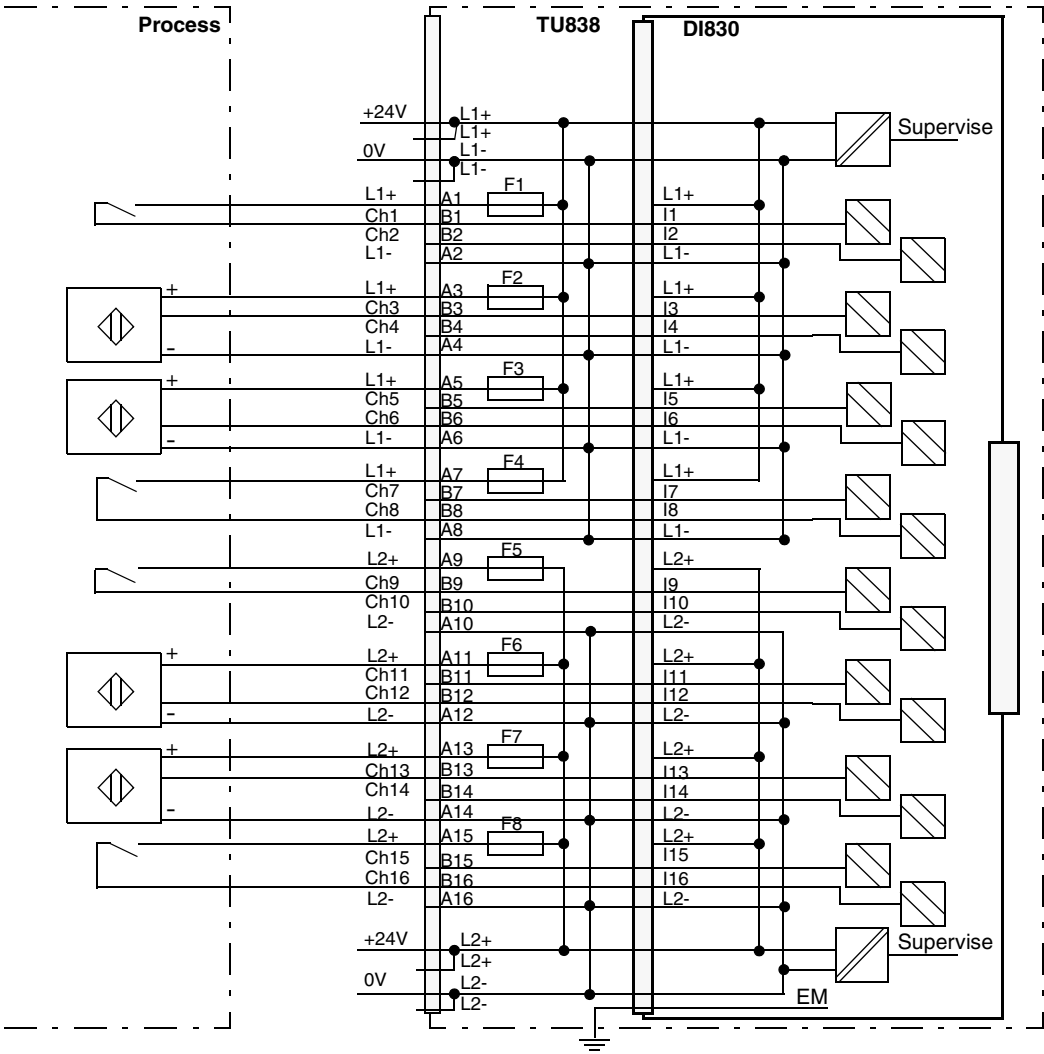 Process TU838 DI830
+24V L1+
L1+ Supervise
0V L1-
L1-
L1+ A1 F1 L1+
Ch1 B1 I1
Ch2 B2 I2
L1- A2 L1-
+ L1+ A3 F2 L1+
Ch3 B3 I3
Ch4 B4 I4
- L1- A4 L1-
+ L1+ A5 F3 L1+
Ch5 B5 I5
Ch6 B6 I6
- L1- A6 L1-
L1+ A7 F4 L1+
Ch7 B7 I7
Ch8 B8 I8
L1- A8 L1-
L2+ A9 F5 L2+
Ch9 B9 I9
Ch10 B10 I10
L2- A10 L2-
+ L2+ A11 F6 L2+
Ch11 B11 I11
Ch12 B12 I12
- L2- A12 L2-
+ L2+ A13 F7 L2+
Ch13 B13 I13
Ch14 B14 I14
- L2- A14 L2-
L2+ A15 F8 L2+
Ch15 B15 I15
Ch16 B16 I16
L2- A16 L2-
+24V L2+ Supervise
L2+
0V L2-
L2- EM